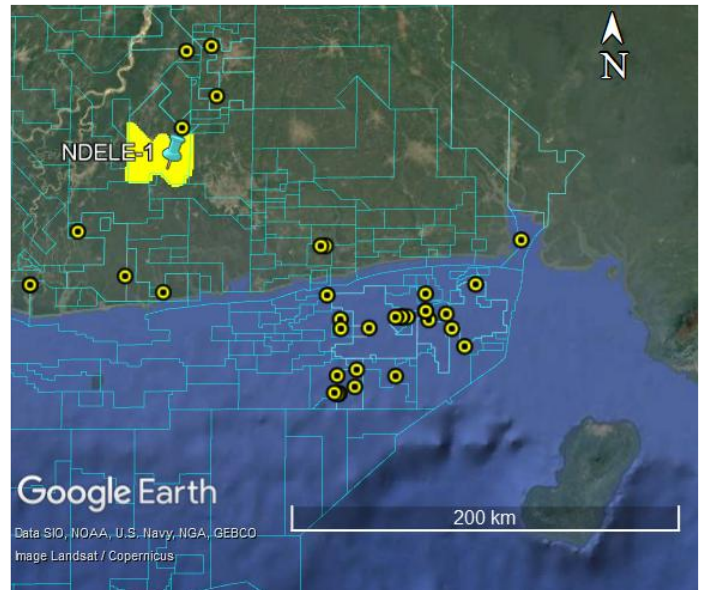 N
NDELE-1
Google Earth
200 km
Data SIO, NOAA, U.S. Navy, NGA, GEBCO
Image Landsat / Copernicus